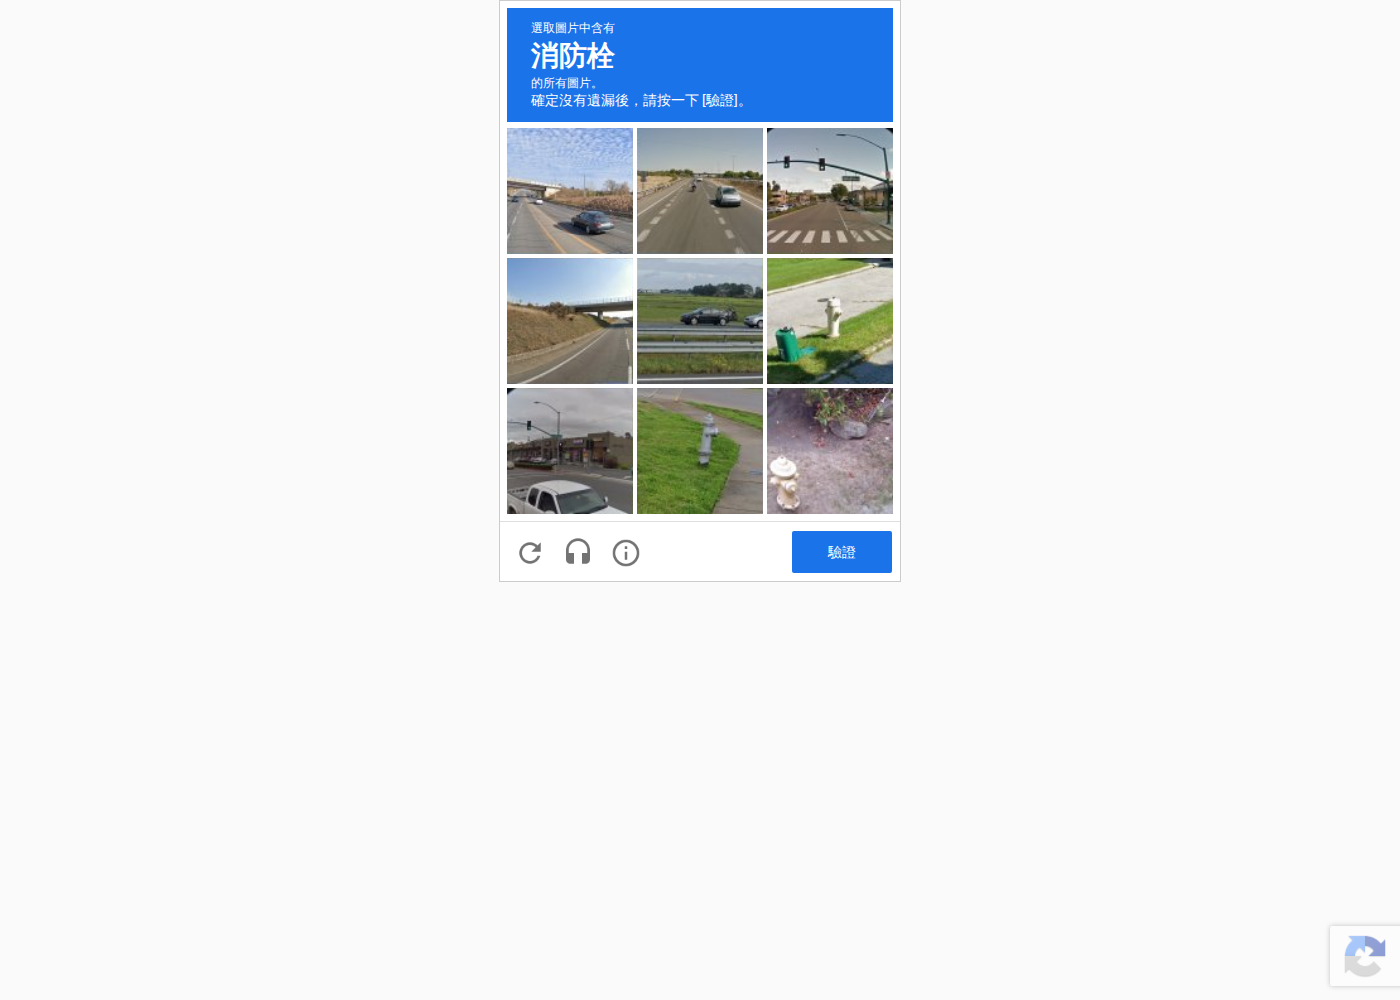 選取圖片中含有
消防栓
的所有圖片。
確定沒有遺漏後，請按一下 [驗證]。
驗證